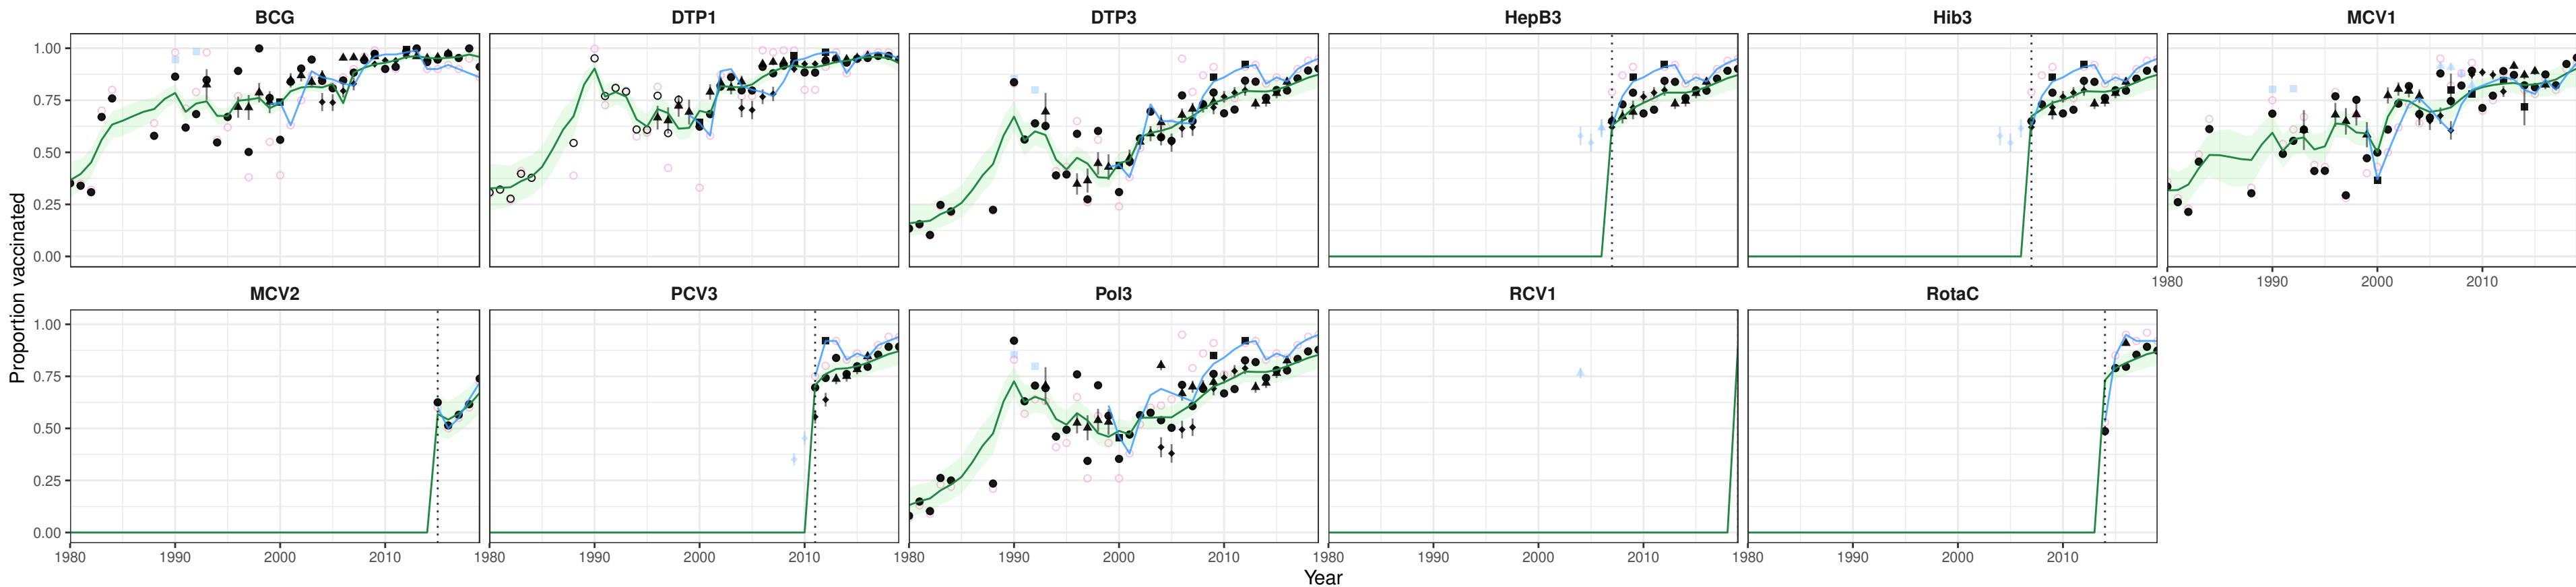 BCG DTP1 DTP3 HepB3 Hib3 MCV1
1.00
0.75
0.50
0.25
0.00
1980 1990 2000 2010
MCV2 PCV3 Pol3 RCV1 RotaC
1.00
0.75
0.50
0.25
0.00
1980 1990 2000 2010 1980 1990 2000 2010 1980 1990 2000 2010 1980 1990 2000 2010 1980 1990 2000 2010
Proportion vaccinated
Year